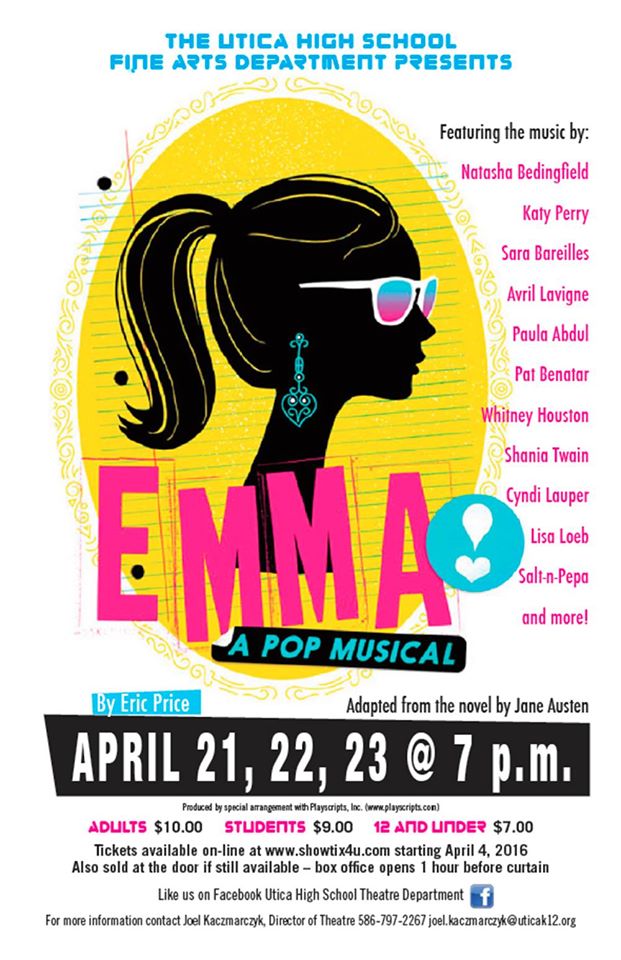 THE UTICA HIGH SCHOOL
FINE ARTS DEPARTMENT PRESENTS
Featuring the music by:
Natasha Bedingfield
Katy Perry
Sara Bareilles
Avril Lavigne
Paula Abdul
Pat Benatar
Whitney Houston
Shania Twain
Cyndi Lauper
Lisa Loeb
Salt-n-Pepa
and more!
EMMA!
A POP MUSICAL
By Eric Price
Adapted from the novel by Jane Austen
APRIL 21, 22, 23 @ 7 p.m.
Produced by special arrangement with Playscripts, Inc. (www.playscripts.com)
ADULTS $10.00 STUDENTS $9.00 12 AND UNDER $7.00
Tickets available on-line at www.showtix4u.com starting April 4, 2016
Also sold at the door if still available – box office opens 1 hour before curtain
Like us on Facebook Utica High School Theatre Department f
For more information contact Joel Kaczmarczyk, Director of Theatre 586-797-2267 joel.kaczmarczyk@uticak12.org